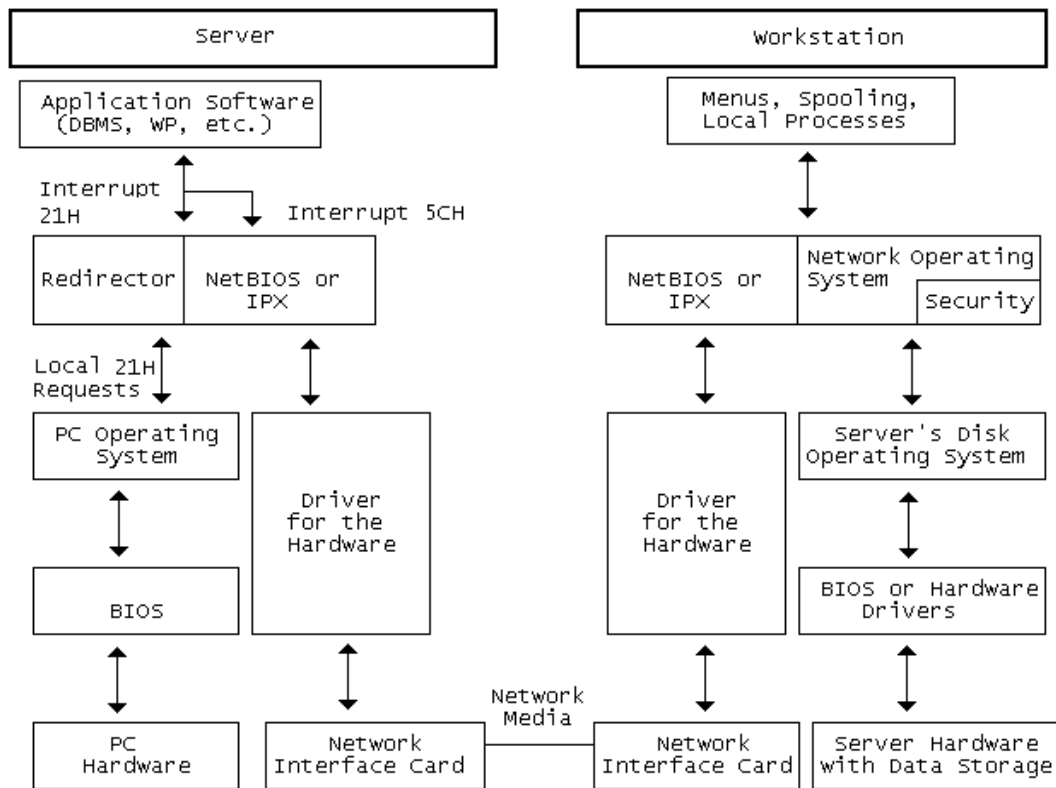 Server
Workstation
Application Software
(DBMS, WP, etc.)
Menus, Spooling,
Local Processes
Interrupt
21H
Interrupt 5CH
Redirector
NetBIOS or
IPX
NetBIOS or
IPX
Network Operating
System
Security
Local 21H
Requests
PC Operating
System
Driver
for the
Hardware
Driver
for the
Hardware
Server's Disk
Operating System
BIOS
BIOS or Hardware
Drivers
Network
Media
PC
Hardware
Network
Interface Card
Network
Interface Card
Server Hardware
with Data Storage